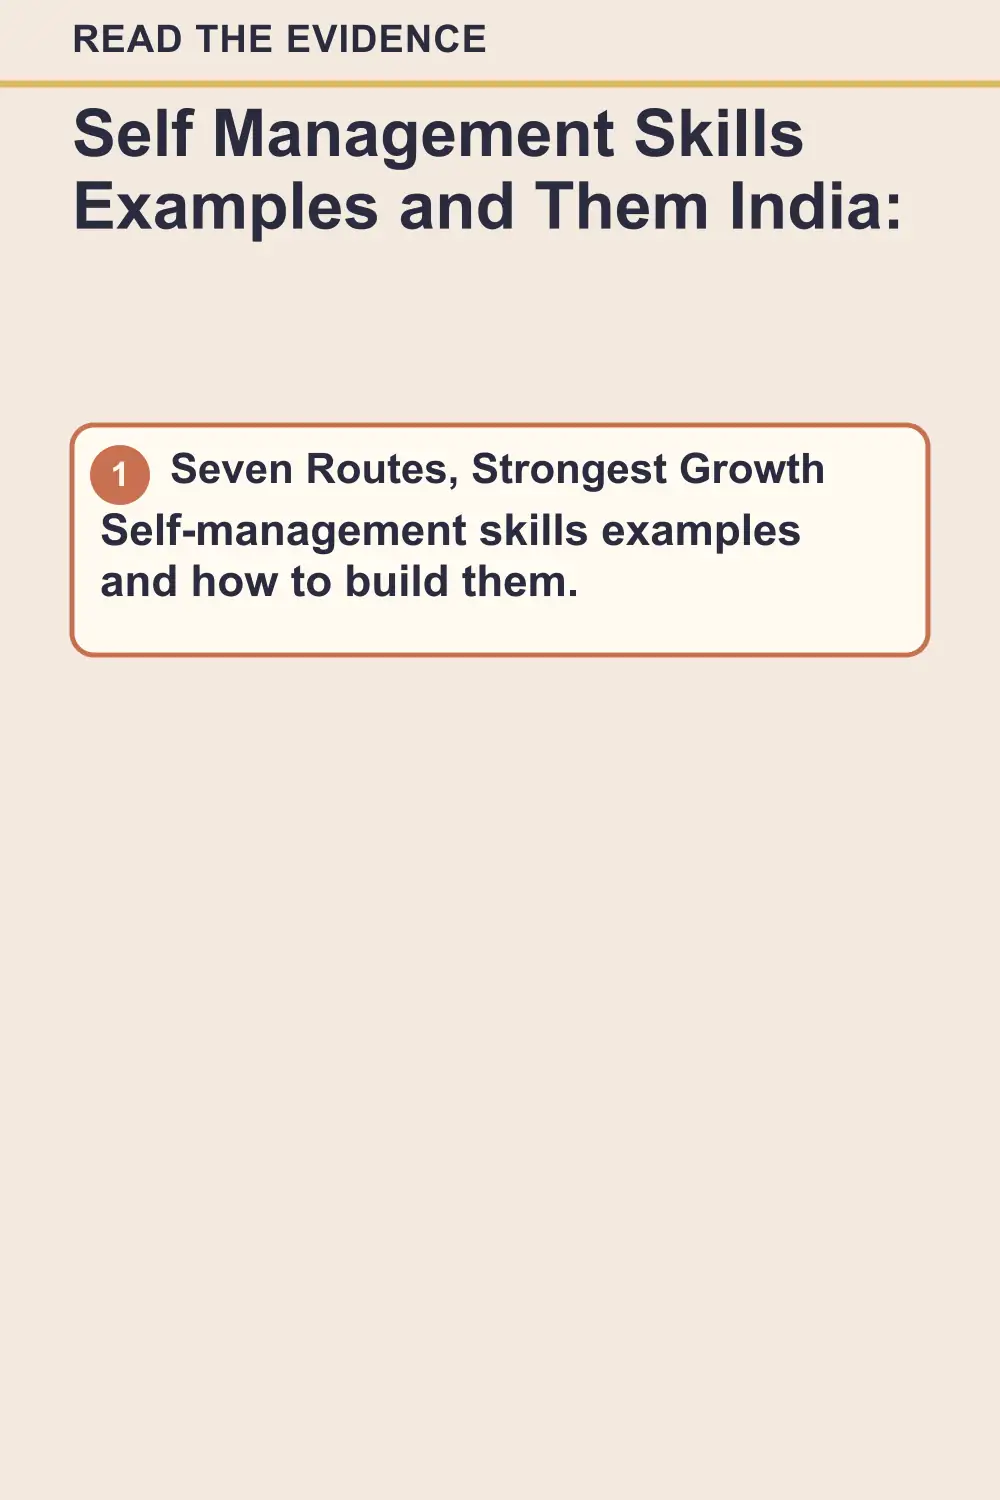 READ THE EVIDENCE
Self Management Skills
Examples and Them India:
1 Seven Routes, Strongest Growth
Self-management skills examples
and how to build them.